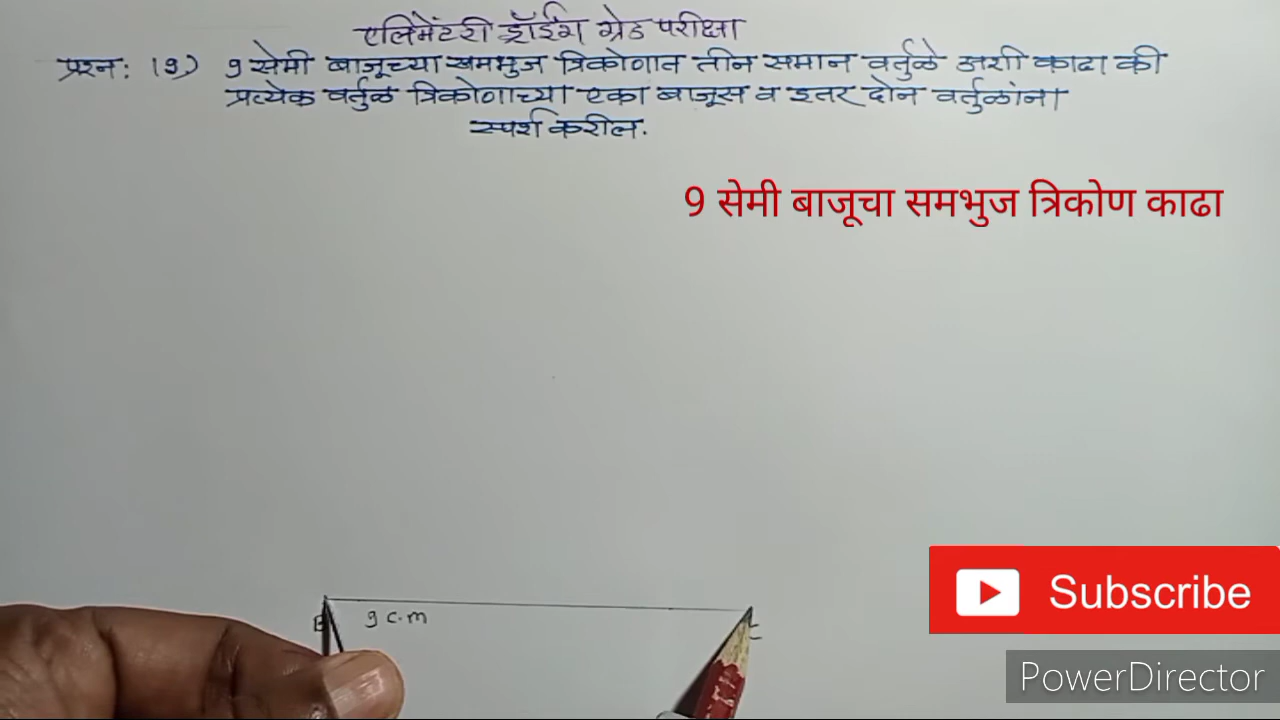 एलिमेंटरी ड्रॉईंग ग्रेड परीक्षा
प्रश्न: (9) 9 सेमी बाजूच्या समभुज त्रिकोणात तीन समान वर्तुळे अशी काढा की
प्रत्येक वर्तुळ त्रिकोणाच्या एका बाजूस व इतर दोन वर्तुळांना
स्पर्श करील.
9 सेमी बाजूचा समभुज त्रिकोण काढा
B 9 c.m C
Subscribe
PowerDirector